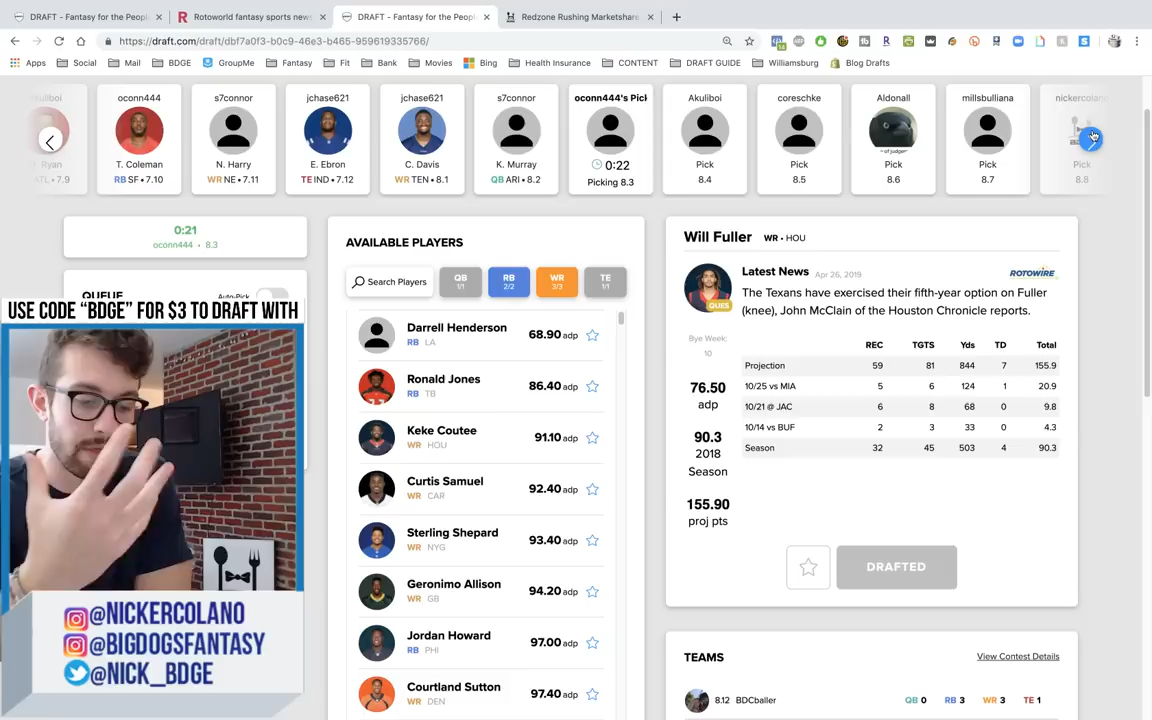 DRAFT - Fantasy for the Peopl
Rotoworld fantasy sports news
DRAFT - Fantasy for the Peopl
Redzone Rushing Marketshare
https://draft.com/draft/dbf7a0f3-b0c9-46e3-b465-959619335766/
Apps Social Mail BDGE GroupMe Fantasy Fit Bank Movies Bing Health Insurance CONTENT DRAFT GUIDE Williamsburg Blog Drafts
oconn444 s7connor jchase621 jchase621 s7connor oconn444's Pick Akuliboi coreschke Aldonall millsbulliana nickercolano
Ryan T. Coleman N. Harry E. Ebron C. Davis K. Murray 0:22 Pick Pick Pick Pick Pick
ATL • 7.9 RB SF • 7.10 WR NE • 7.11 TE IND • 7.12 WR TEN • 8.1 QB ARI • 8.2 Picking 8.3 8.4 8.5 8.6 8.7 8.8
0:21
oconn444 • 8.3
QUEUE Auto-Pick
USE CODE "BDGE" FOR $3 TO DRAFT WITH
@NICKERCOLANO
@BIGDOGSFANTASY
@NICK_BDGE
AVAILABLE PLAYERS
Search Players
QB 1/1
RB 2/2
WR 3/3
TE 1/1
Darrell Henderson 68.90 adp
RB LA
Ronald Jones 86.40 adp
RB TB
Keke Coutee 91.10 adp
WR HOU
Curtis Samuel 92.40 adp
WR CAR
Sterling Shepard 93.40 adp
WR NYG
Geronimo Allison 94.20 adp
WR GB
Jordan Howard 97.00 adp
RB PHI
Courtland Sutton 97.40 adp
WR DEN
Will Fuller WR • HOU
QUES
Bye Week:
10
76.50
adp
90.3
2018
Season
155.90
proj pts
Latest News Apr 26, 2019 ROTOWIRE
The Texans have exercised their fifth-year option on Fuller
(knee), John McClain of the Houston Chronicle reports.
REC TGTS Yds TD Total
Projection 59 81 844 7 155.9
10/25 vs MIA 5 6 124 1 20.9
10/21 @ JAC 6 8 68 0 9.8
10/14 vs BUF 2 3 33 0 4.3
Season 32 45 503 4 90.3
DRAFTED
TEAMS View Contest Details
8.12 BDCballer QB 0 RB 3 WR 3 TE 1